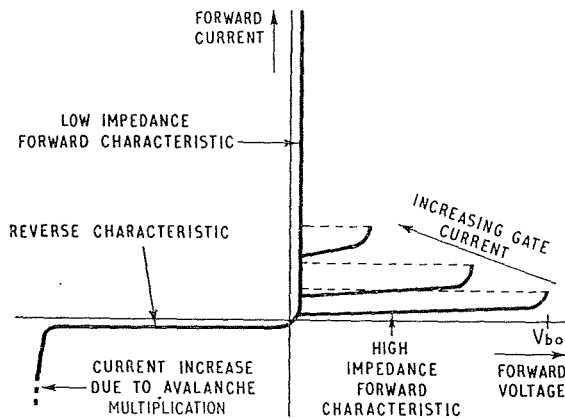 FORWARD
CURRENT
LOW IMPEDANCE
FORWARD CHARACTERISTIC
REVERSE CHARACTERISTIC
INCREASING GATE
CURRENT
Vbo
HIGH
IMPEDANCE
FORWARD
CHARACTERISTIC
FORWARD
VOLTAGE
CURRENT INCREASE
DUE TO AVALANCHE
MULTIPLICATION